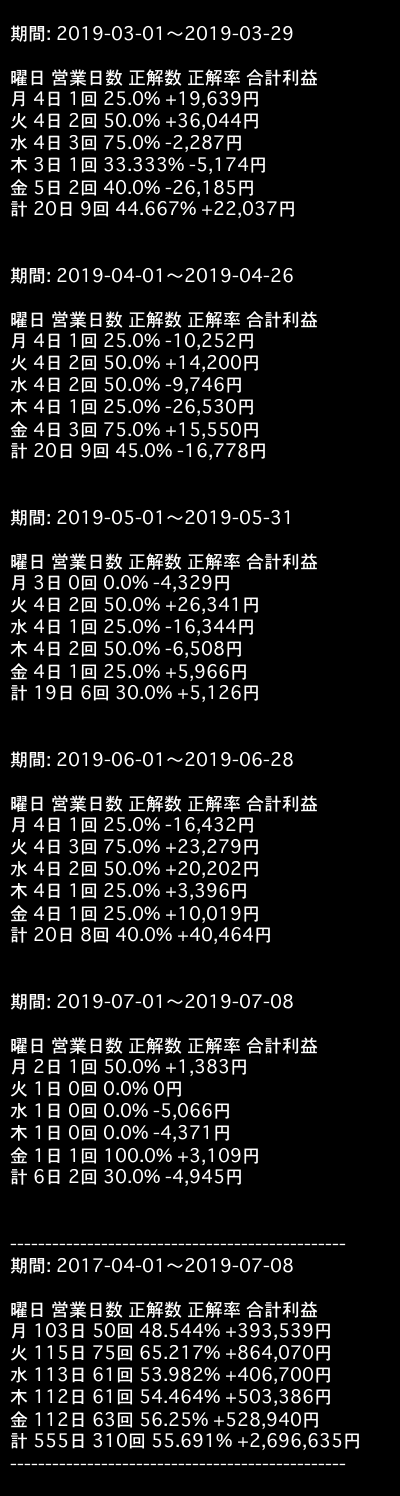 期間: 2019-03-01〜2019-03-29
曜日 営業日数 正解数 正解率 合計利益
月 4日 1回 25.0% +19,639円
火 4日 2回 50.0% +36,044円
水 4日 3回 75.0% -2,287円
木 3日 1回 33.333% -5,174円
金 5日 2回 40.0% -26,185円
計 20日 9回 44.667% +22,037円
期間: 2019-04-01〜2019-04-26
曜日 営業日数 正解数 正解率 合計利益
月 4日 1回 25.0% -10,252円
火 4日 2回 50.0% +14,200円
水 4日 2回 50.0% -9,746円
木 4日 1回 25.0% -26,530円
金 4日 3回 75.0% +15,550円
計 20日 9回 45.0% -16,778円
期間: 2019-05-01〜2019-05-31
曜日 営業日数 正解数 正解率 合計利益
月 3日 0回 0.0% -4,329円
火 4日 2回 50.0% +26,341円
水 4日 1回 25.0% -16,344円
木 4日 2回 50.0% -6,508円
金 4日 1回 25.0% +5,966円
計 19日 6回 30.0% +5,126円
期間: 2019-06-01〜2019-06-28
曜日 営業日数 正解数 正解率 合計利益
月 4日 1回 25.0% -16,432円
火 4日 3回 75.0% +23,279円
水 4日 2回 50.0% +20,202円
木 4日 1回 25.0% +3,396円
金 4日 1回 25.0% +10,019円
計 20日 8回 40.0% +40,464円
期間: 2019-07-01〜2019-07-08
曜日 営業日数 正解数 正解率 合計利益
月 2日 1回 50.0% +1,383円
火 1日 0回 0.0% 0円
水 1日 0回 0.0% -5,066円
木 1日 0回 0.0% -4,371円
金 1日 1回 100.0% +3,109円
計 6日 2回 30.0% -4,945円
------------------------------------------------
期間: 2017-04-01〜2019-07-08
曜日 営業日数 正解数 正解率 合計利益
月 103日 50回 48.544% +393,539円
火 115日 75回 65.217% +864,070円
水 113日 61回 53.982% +406,700円
木 112日 61回 54.464% +503,386円
金 112日 63回 56.25% +528,940円
計 555日 310回 55.691% +2,696,635円
------------------------------------------------